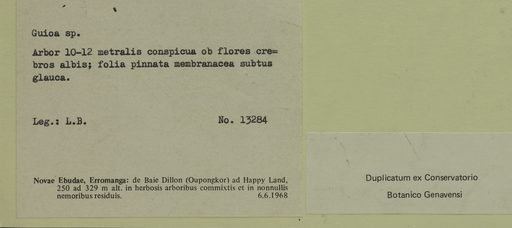 Guioa sp.
Arbor 10-12 metralis conspicua ob flores cre=
bros albis; folia pinnata membranacea subtus
glauca.
Leg.: L.B. No. 13284
Novae Ebudae, Erromanga: de Baie Dillon (Oupongkor) ad Happy Land,
250 ad 329 m alt. in herbosis arboribus commixtis et in nonnullis
nemoribus residuis. 6.6.1968
Duplicatum ex Conservatorio
Botanico Genavensi